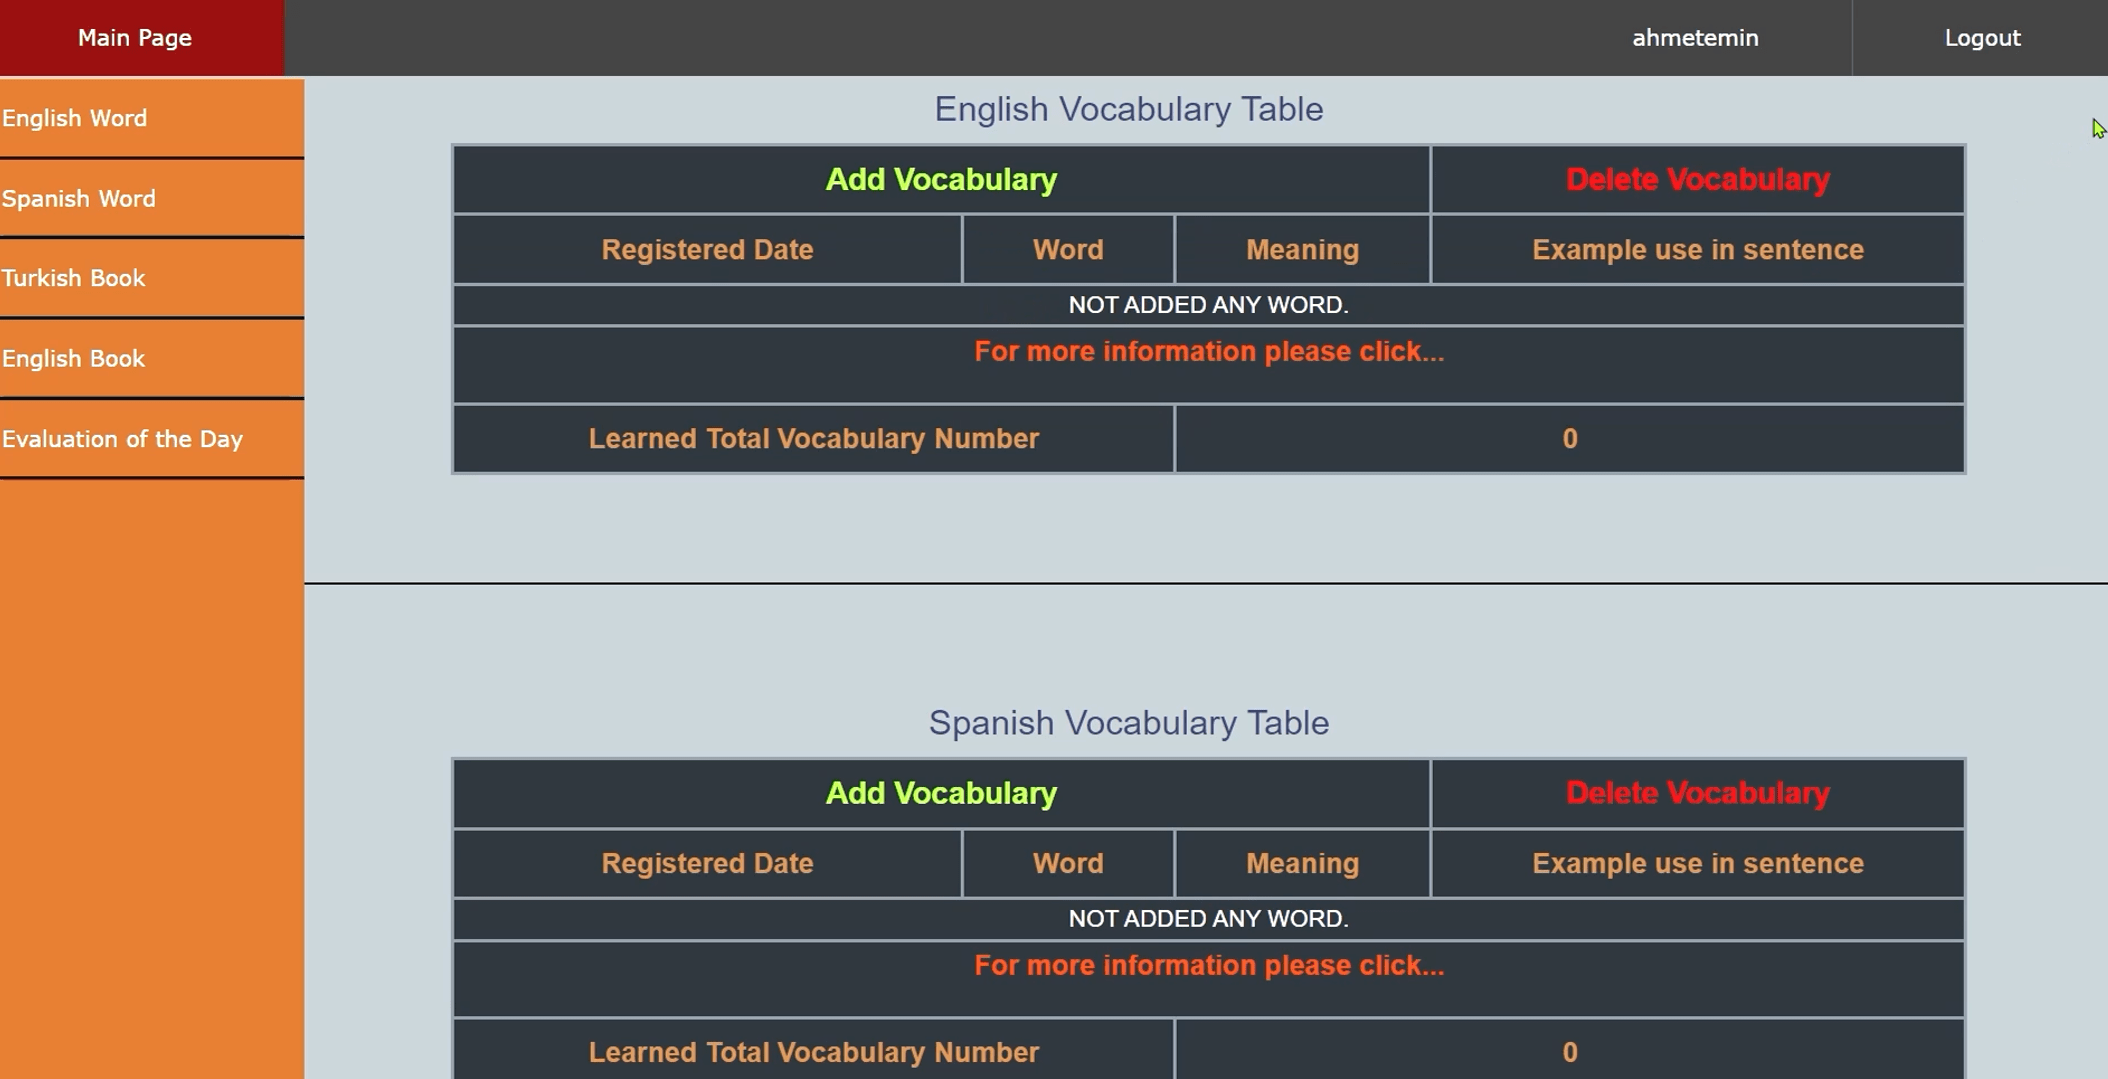 Main Page
ahmetemin
Logout
English Word
Spanish Word
Turkish Book
English Book
Evaluation of the Day
English Vocabulary Table
Add Vocabulary
Delete Vocabulary
Registered Date
Word
Meaning
Example use in sentence
NOT ADDED ANY WORD.
For more information please click...
Learned Total Vocabulary Number
0
Spanish Vocabulary Table
Add Vocabulary
Delete Vocabulary
Registered Date
Word
Meaning
Example use in sentence
NOT ADDED ANY WORD.
For more information please click...
Learned Total Vocabulary Number
0